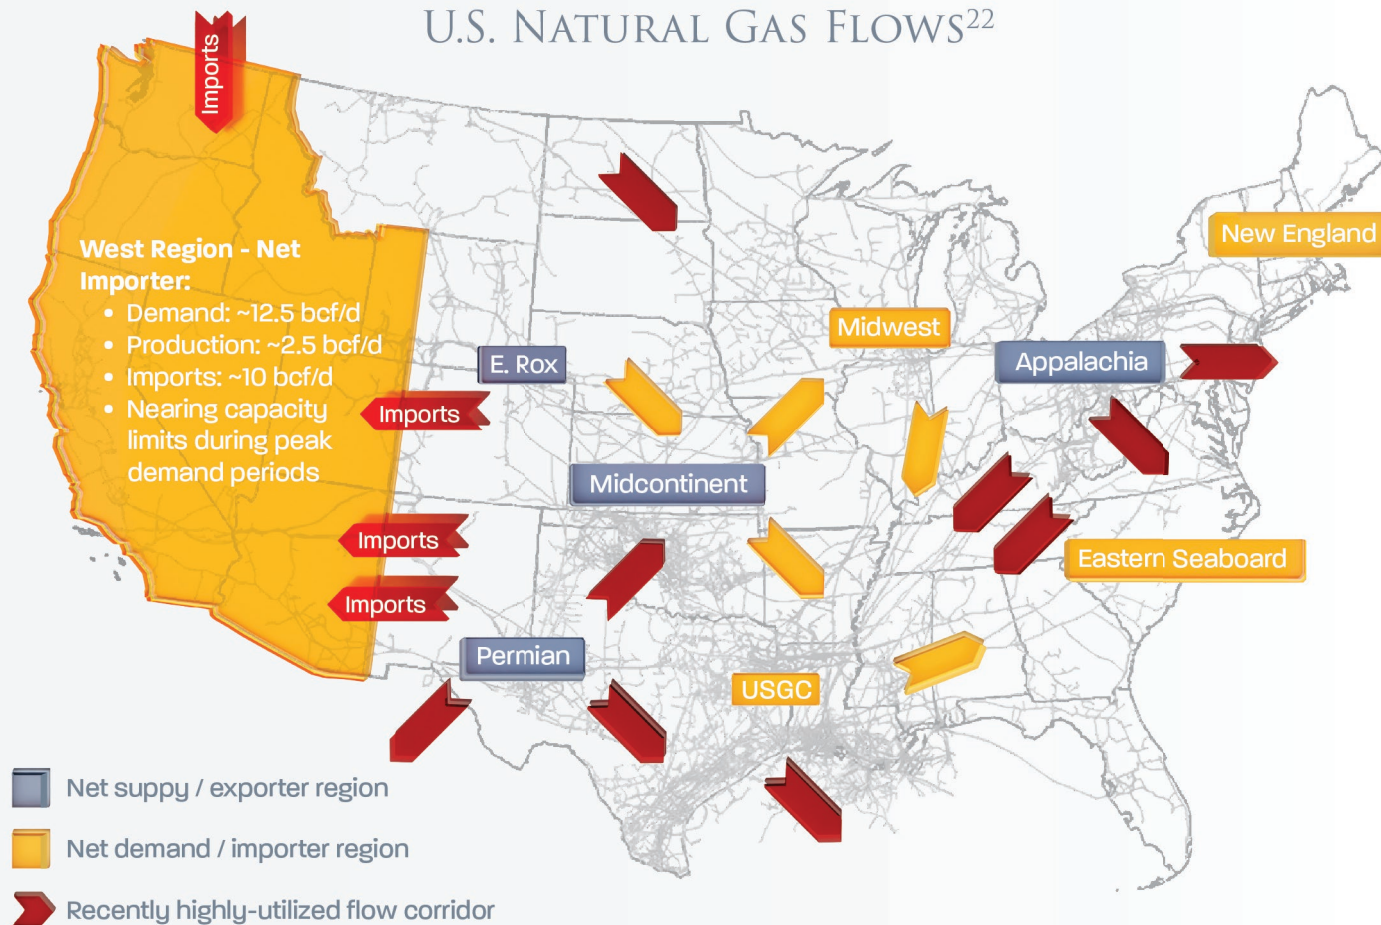 U.S. Natural Gas Flows22
Imports
West Region - Net
Importer:
• Demand: ~12.5 bcf/d
• Production: ~2.5 bcf/d
• Imports: ~10 bcf/d
• Nearing capacity
limits during peak
demand periods
New England
Midwest
E. Rox
Appalachia
Imports
Midcontinent
Imports
Eastern Seaboard
Imports
Permian
USGC
Net suppy / exporter region
Net demand / importer region
Recently highly-utilized flow corridor